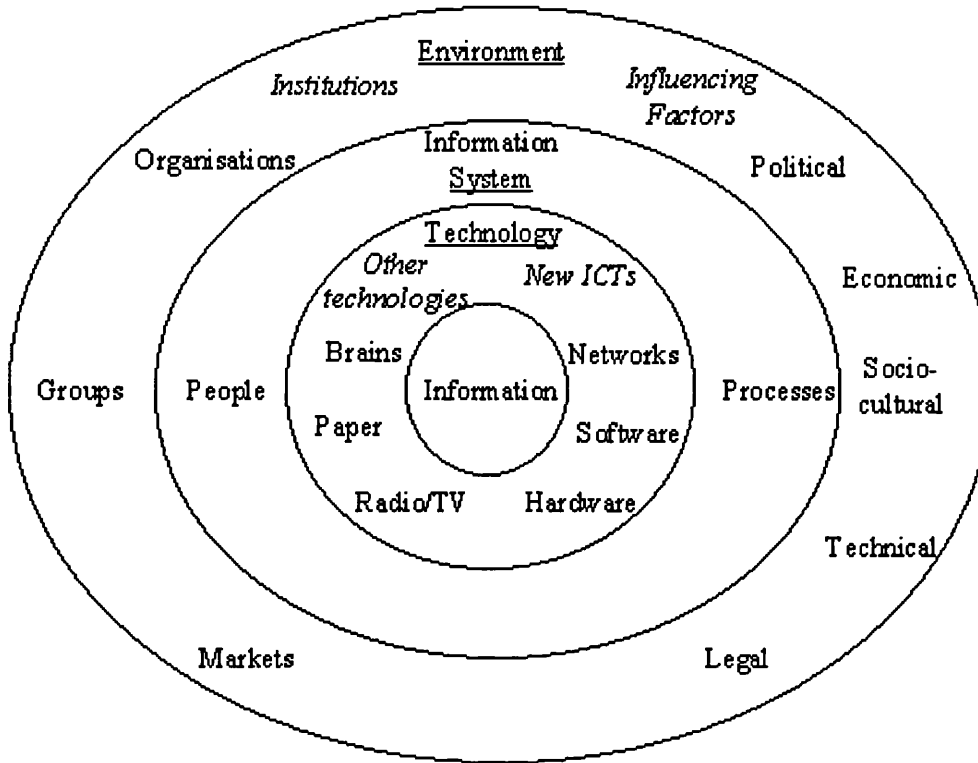 Environment
Institutions
Influencing
Factors
Organisations
Information
System
Political
Technology
Other
technologies
New ICTs
Economic
Brains
Networks
Groups
People
Information
Processes
Socio-
cultural
Paper
Software
Radio/TV
Hardware
Technical
Markets
Legal